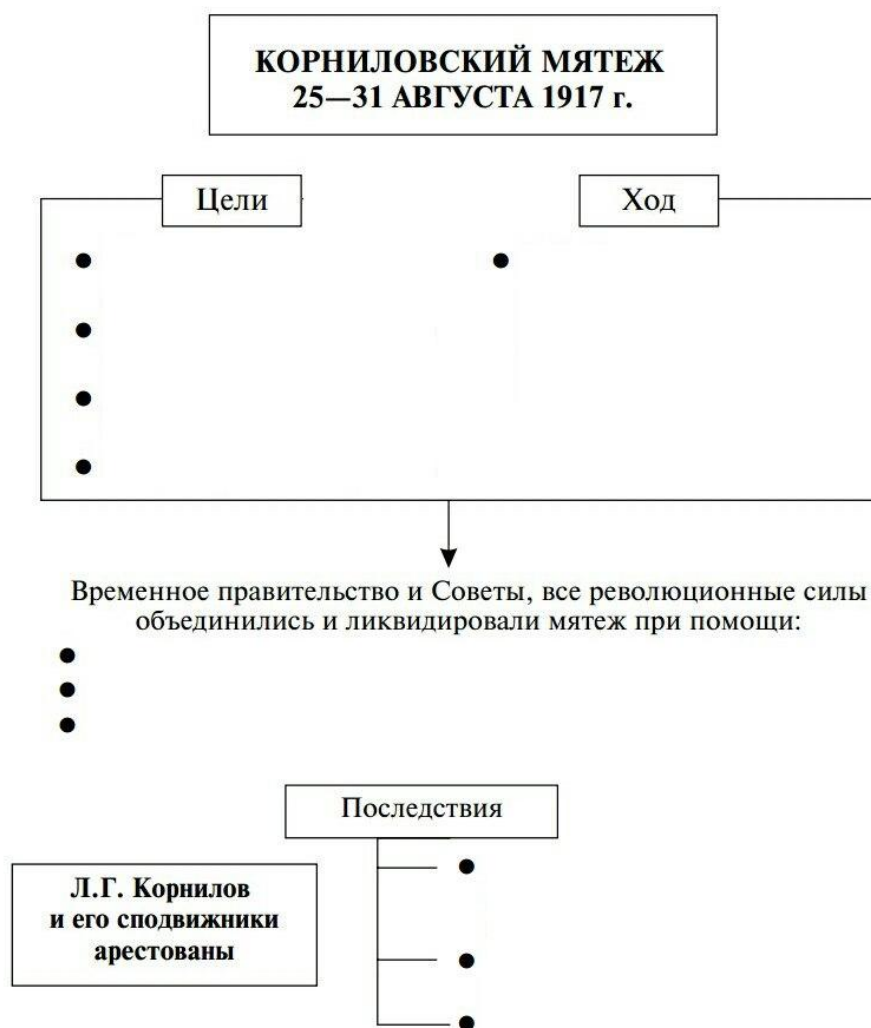 КОРНИЛОВСКИЙ МЯТЕЖ
25—31 АВГУСТА 1917 г.
Цели
Ход
Временное правительство и Советы, все революционные силы
объединились и ликвидировали мятеж при помощи:
Последствия
Л.Г. Корнилов
и его сподвижники
арестованы